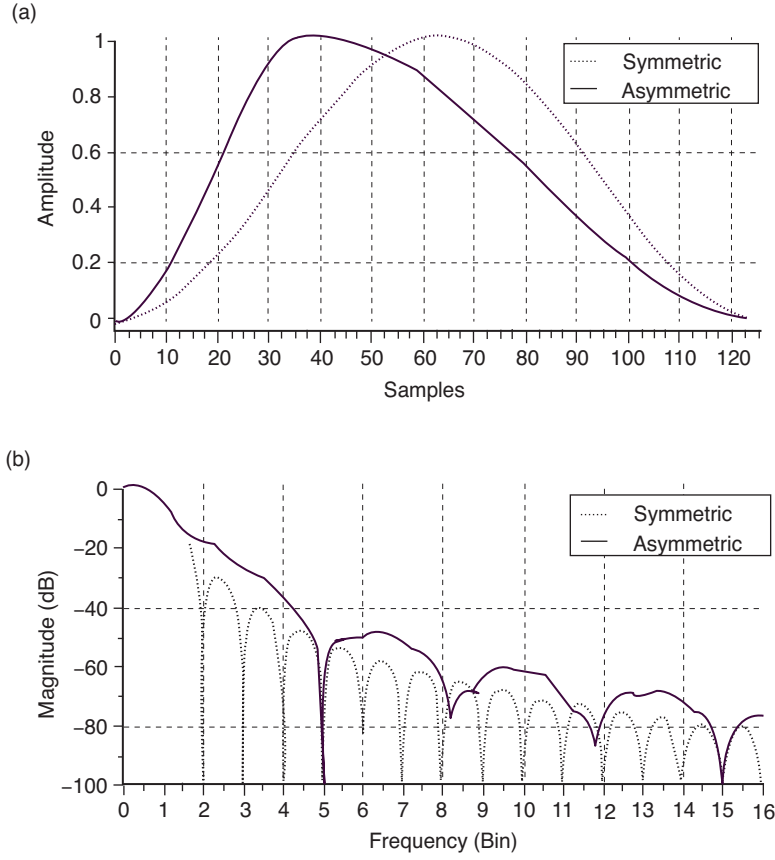 (a)
1
0.8
0.6
0.4
0.2
0
Amplitude
Symmetric
Asymmetric
0 10 20 30 40 50 60 70 80 90 100 110 120
Samples
(b)
0
−20
−40
−60
−80
−100
Magnitude (dB)
Symmetric
Asymmetric
0 1 2 3 4 5 6 7 8 9 10 11 12 13 14 15 16
Frequency (Bin)